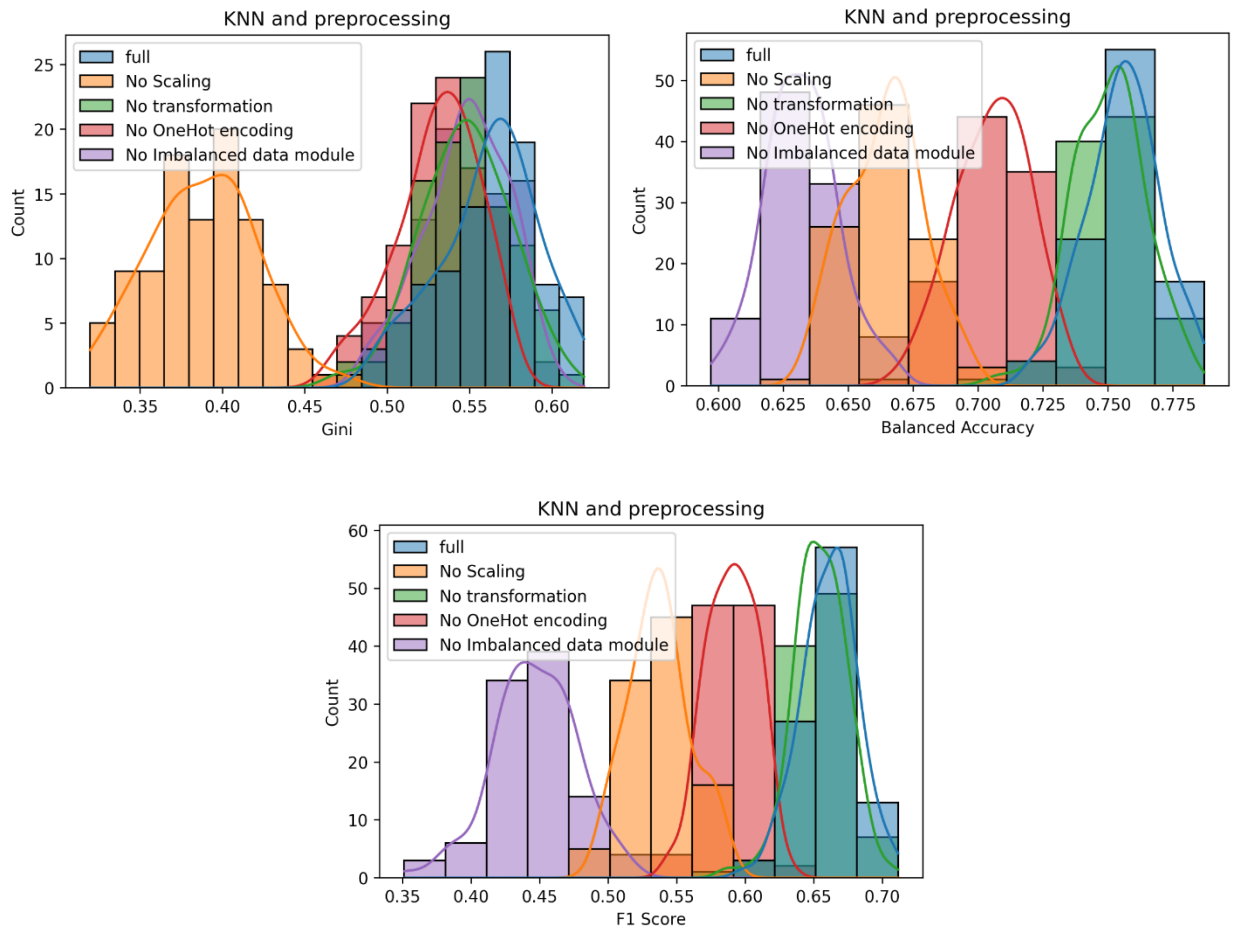 KNN and preprocessing
full
No Scaling
No transformation
No OneHot encoding
No Imbalanced data module
25
20
15
10
5
0
Count
0.35 0.40 0.45 0.50 0.55 0.60
Gini
KNN and preprocessing
full
No Scaling
No transformation
No OneHot encoding
No Imbalanced data module
50
40
30
20
10
0
Count
0.600 0.625 0.650 0.675 0.700 0.725 0.750 0.775
Balanced Accuracy
KNN and preprocessing
full
No Scaling
No transformation
No OneHot encoding
No Imbalanced data module
60
50
40
30
20
10
0
Count
0.35 0.40 0.45 0.50 0.55 0.60 0.65 0.70
F1 Score